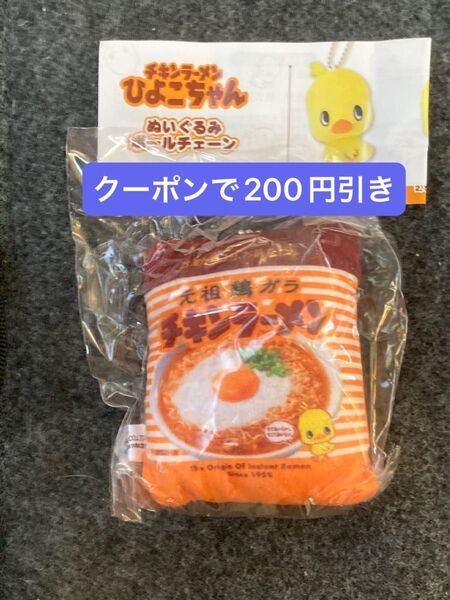 チキンラーメン
ひよこちゃん
ぬいぐるみ
ボールチェーン
クーポンで200円引き
元祖鶏ガラ
チキンラーメン
The Origin Of Instant Ramen
Since 1958